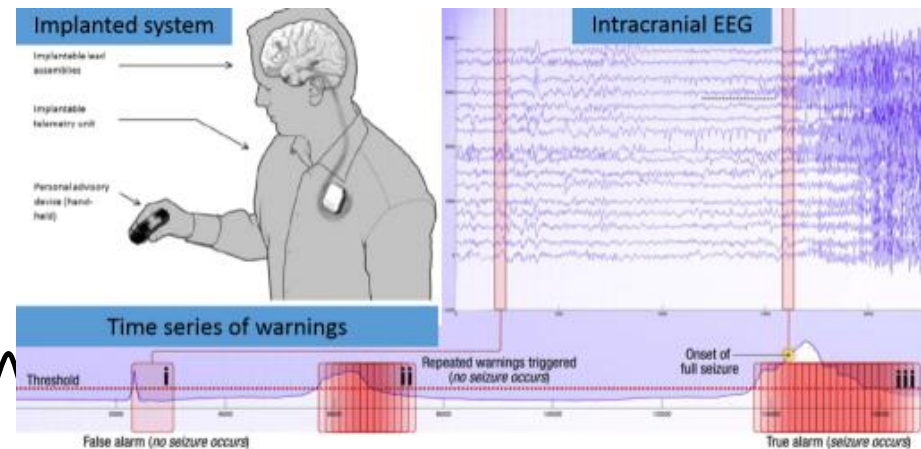 Implanted system
Implantable lead
assemblies
Implantable
telemetry unit
Personal advisory
device (hand-
held)
Intracranial EEG
Time series of warnings
Threshold
i
ii
Repeated warnings triggered
(no seizure occurs)
Onset of
full seizure
iii
False alarm (no seizure occurs)
True alarm (seizure occurs)